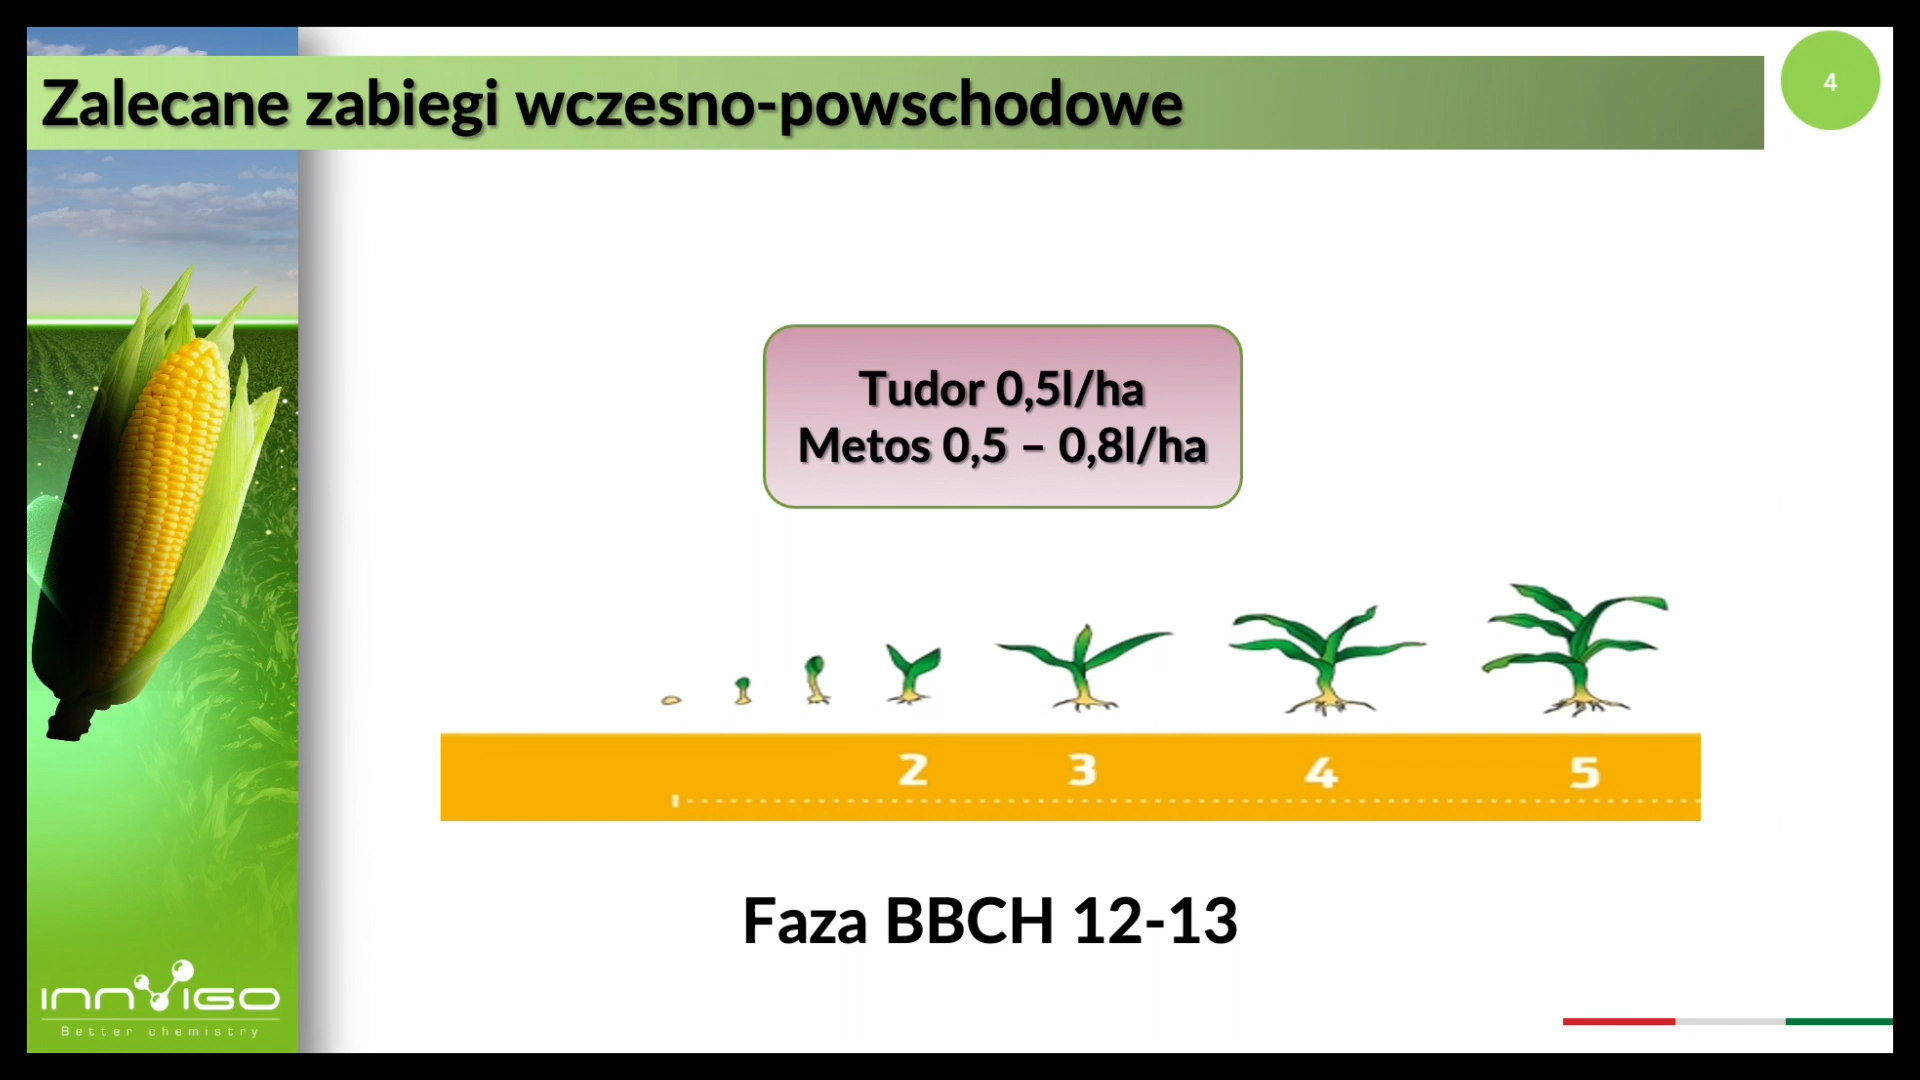 Zalecane zabiegi wczesno-powschodowe
4
Tudor 0,5l/ha
Metos 0,5 – 0,8l/ha
2 3 4 5
Faza BBCH 12-13
INNVIGO
Better chemistry